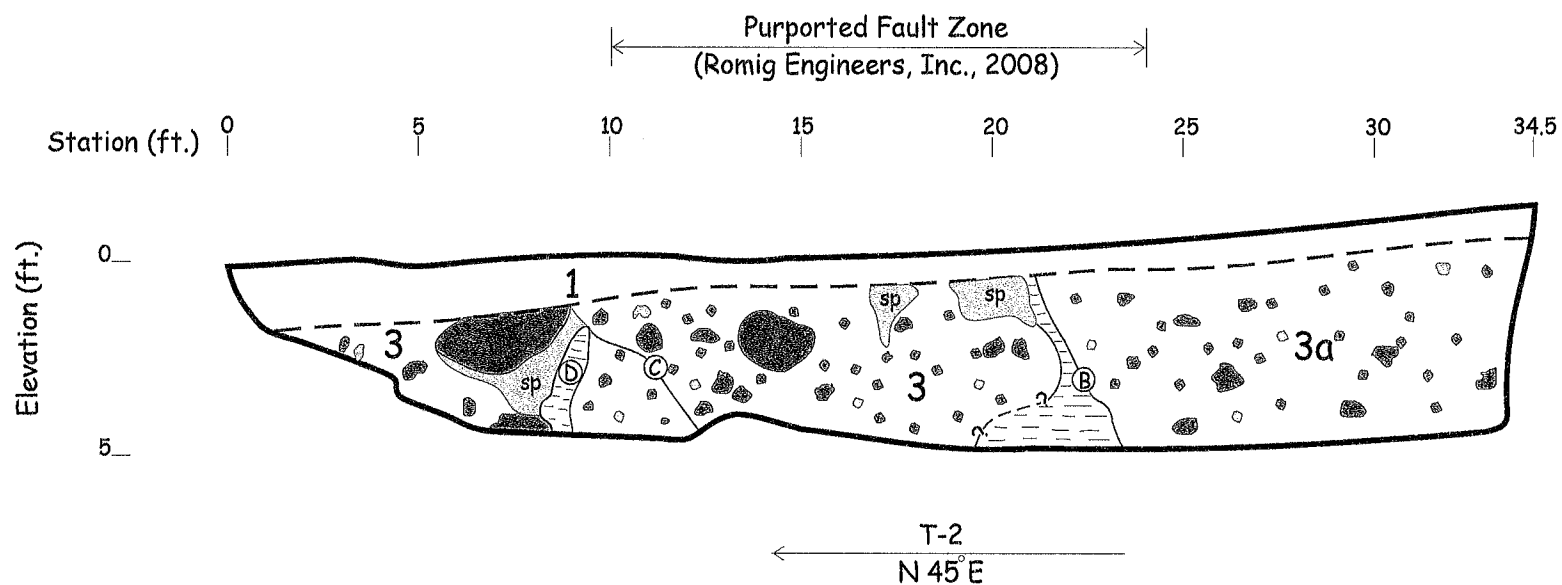 Purported Fault Zone
(Romig Engineers, Inc., 2008)
Station (ft.) 0 5 10 15 20 25 30 34.5
Elevation (ft.)
0
5
1
3
sp
D
C
sp
sp
3
?
?
B
3a
T-2
N 45°E